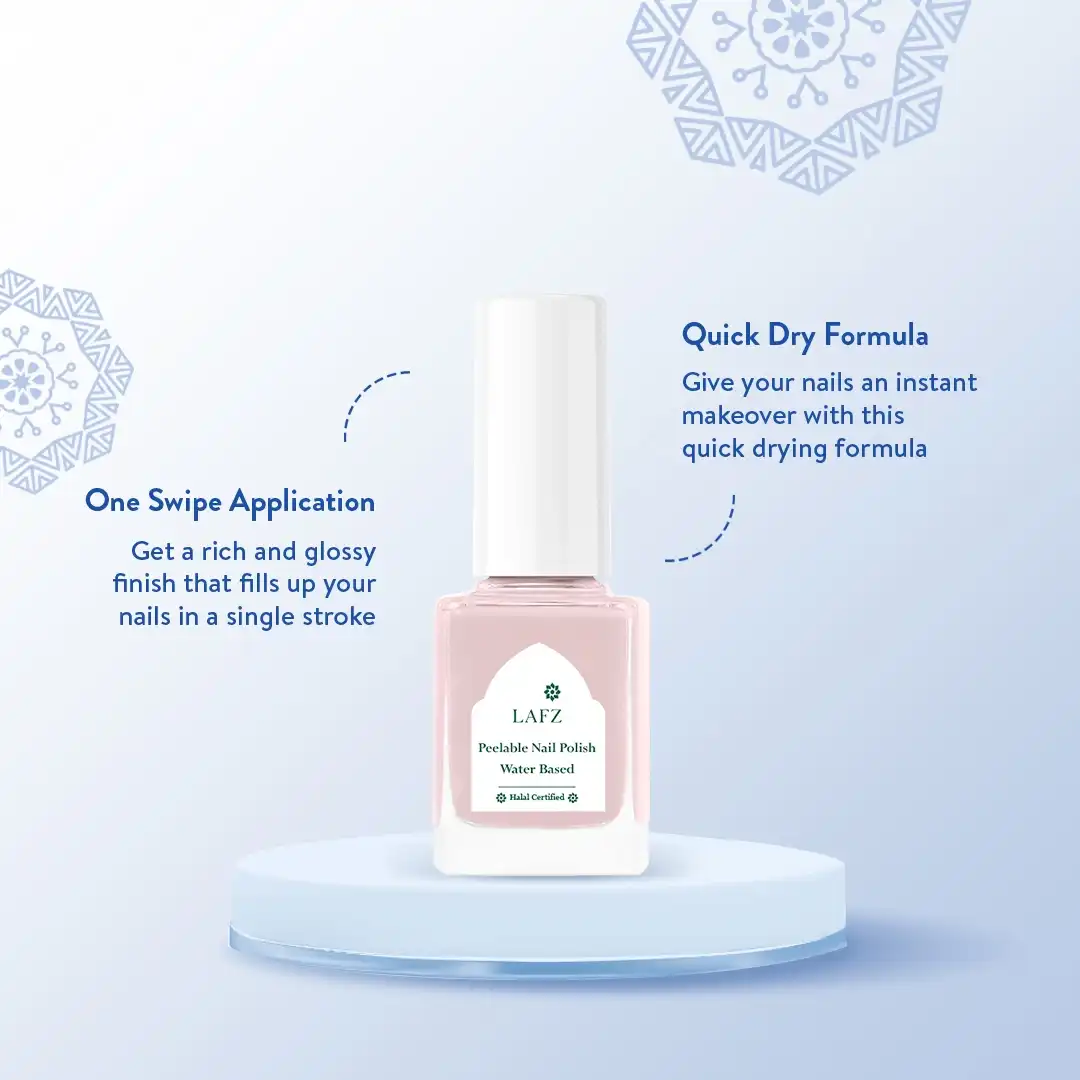 Quick Dry Formula
Give your nails an instant
makeover with this
quick drying formula
One Swipe Application
Get a rich and glossy
finish that fills up your
nails in a single stroke
LAFZ
Peelable Nail Polish
Water Based
Halal Certified